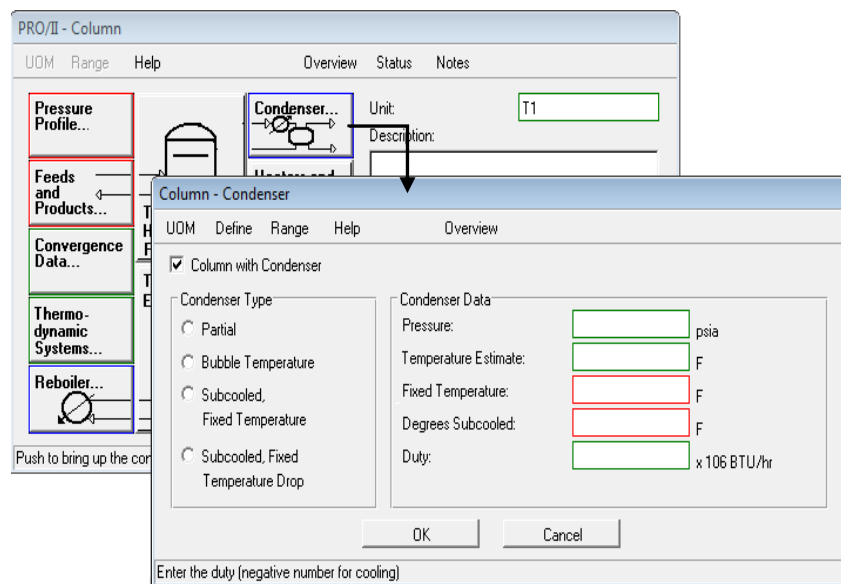 PRO/II - Column
UOM Range Help Overview Status Notes
Pressure
Profile...
Condenser...
Unit:
T1
Description:
Feeds
and
Products...
Convergence
Data...
Thermo-
dynamic
Systems...
Reboiler...
Push to bring up the con
T
H
F
T
E
Column - Condenser
UOM Define Range Help Overview
Column with Condenser
Condenser Type
Partial
Bubble Temperature
Subcooled,
Fixed Temperature
Subcooled, Fixed
Temperature Drop
Condenser Data
Pressure: psia
Temperature Estimate: F
Fixed Temperature: F
Degrees Subcooled: F
Duty: x 106 BTU/hr
OK Cancel
Enter the duty (negative number for cooling)